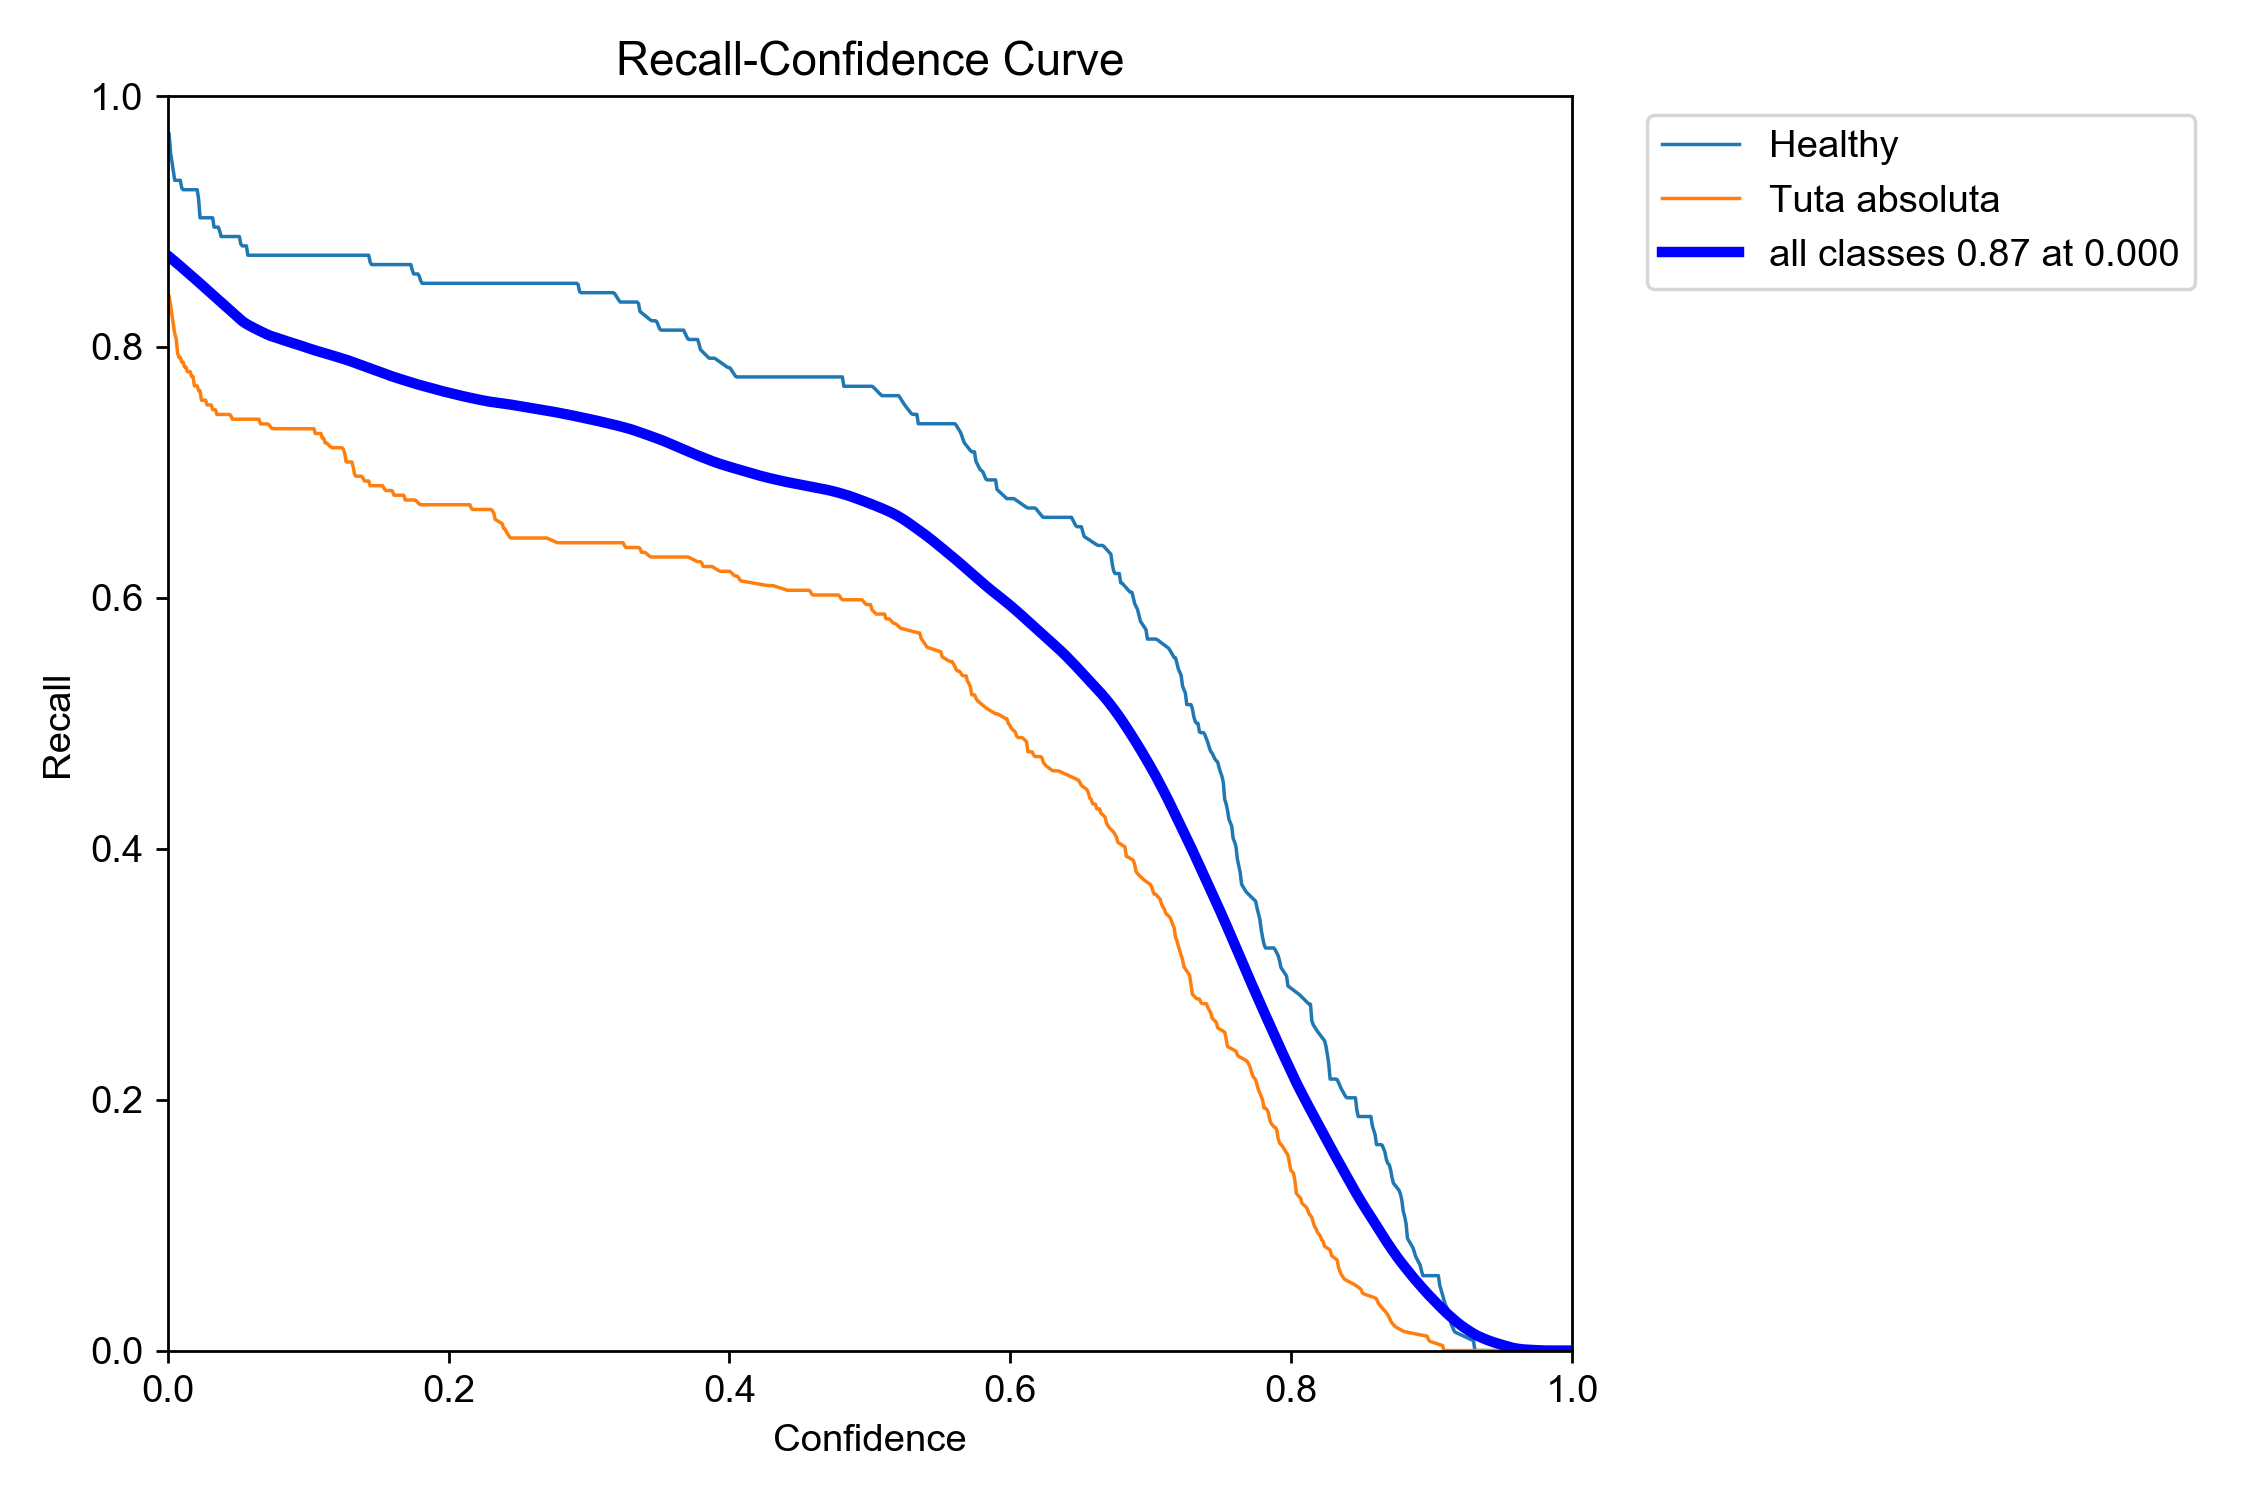 Recall-Confidence Curve
1.0
0.8
0.6
0.4
0.2
0.0
Recall
0.0 0.2 0.4 0.6 0.8 1.0
Confidence
Healthy
Tuta absoluta
all classes 0.87 at 0.000